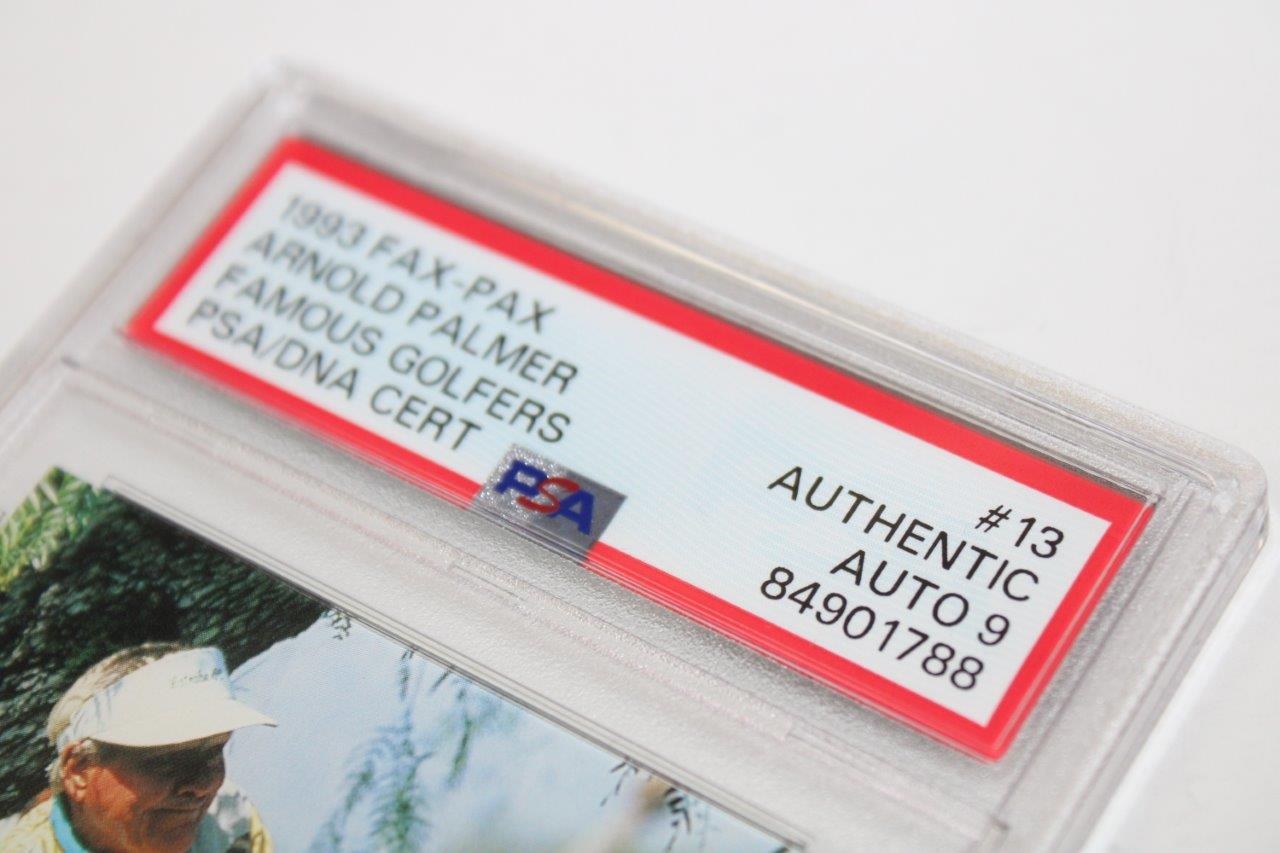 1993 FAX-PAX
ARNOLD PALMER
FAMOUS GOLFERS
PSA/DNA CERT
PSA
#13
AUTHENTIC
AUTO 9
84901788